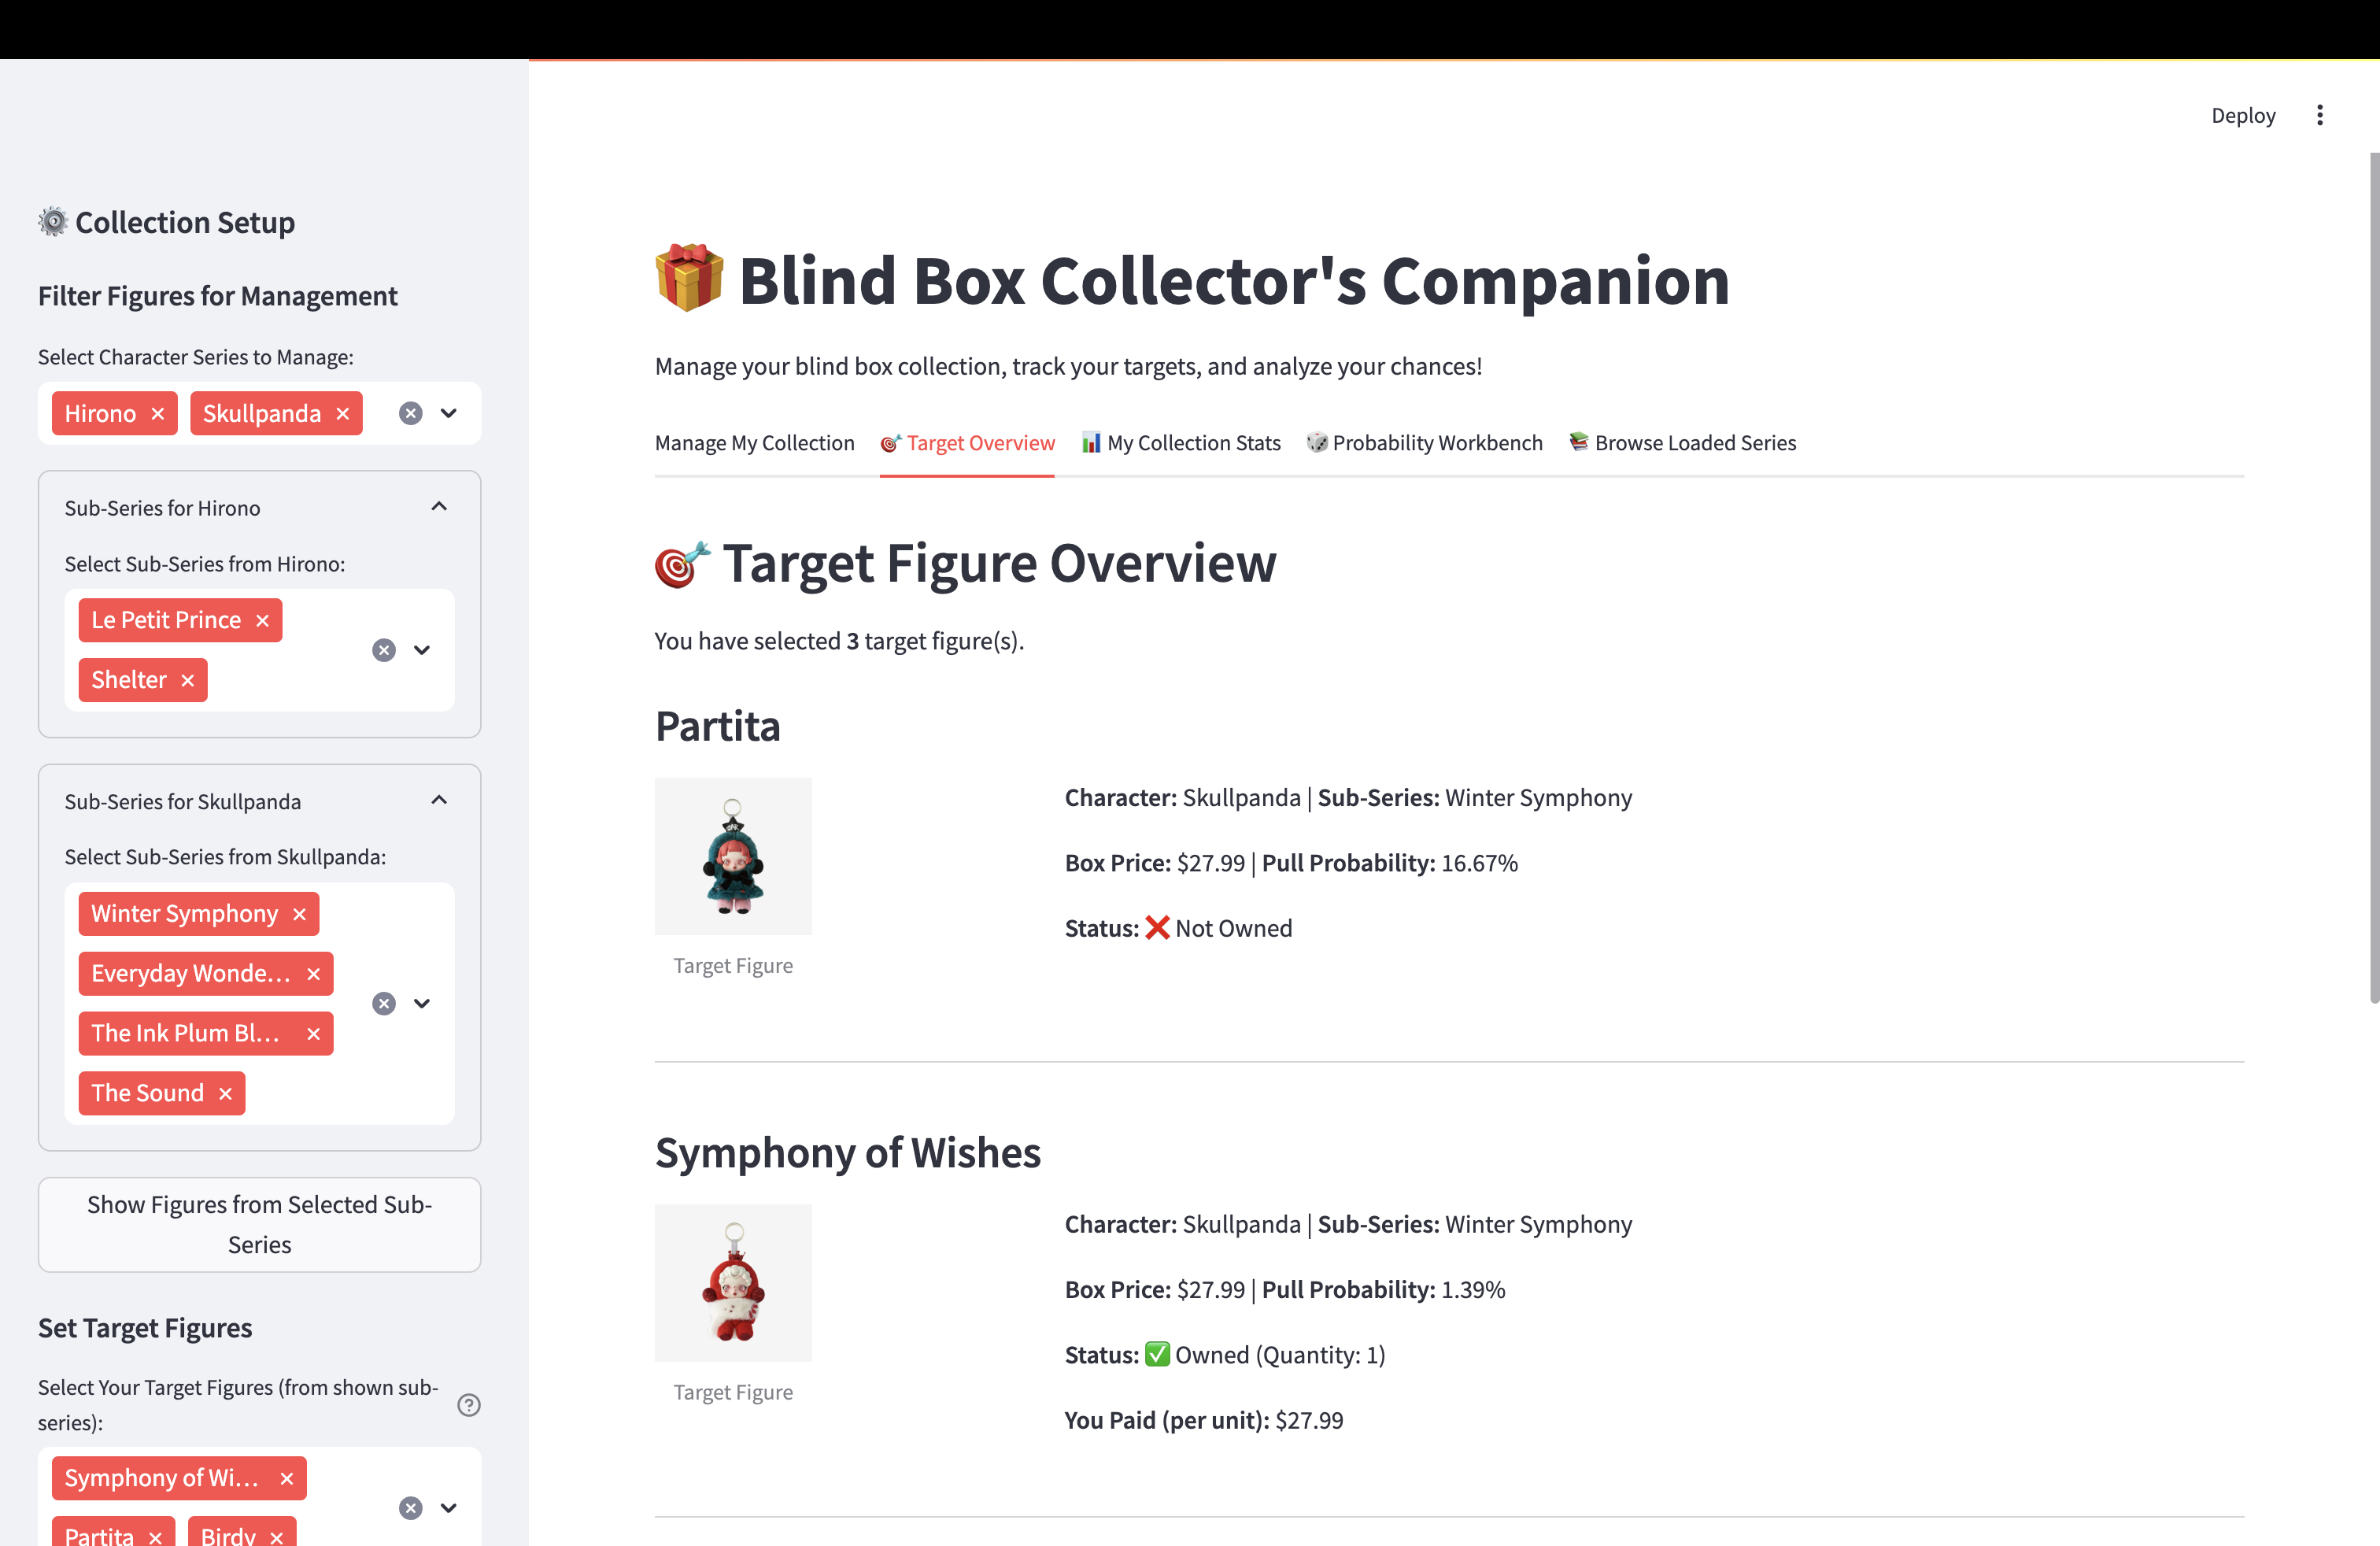 Deploy
Collection Setup
Filter Figures for Management
Select Character Series to Manage:
Hirono
Skullpanda
Sub-Series for Hirono
Select Sub-Series from Hirono:
Le Petit Prince
Shelter
Sub-Series for Skullpanda
Select Sub-Series from Skullpanda:
Winter Symphony
Everyday Wonde...
The Ink Plum Bl...
The Sound
Show Figures from Selected Sub-
Series
Set Target Figures
Select Your Target Figures (from shown sub-
series):
Symphony of Wi...
Partita
Birdy
Blind Box Collector's Companion
Manage your blind box collection, track your targets, and analyze your chances!
Manage My Collection
Target Overview
My Collection Stats
Probability Workbench
Browse Loaded Series
Target Figure Overview
You have selected 3 target figure(s).
Partita
Target Figure
Character: Skullpanda | Sub-Series: Winter Symphony
Box Price: $27.99 | Pull Probability: 16.67%
Status: ❌ Not Owned
Symphony of Wishes
Target Figure
Character: Skullpanda | Sub-Series: Winter Symphony
Box Price: $27.99 | Pull Probability: 1.39%
Status: ✅ Owned (Quantity: 1)
You Paid (per unit): $27.99